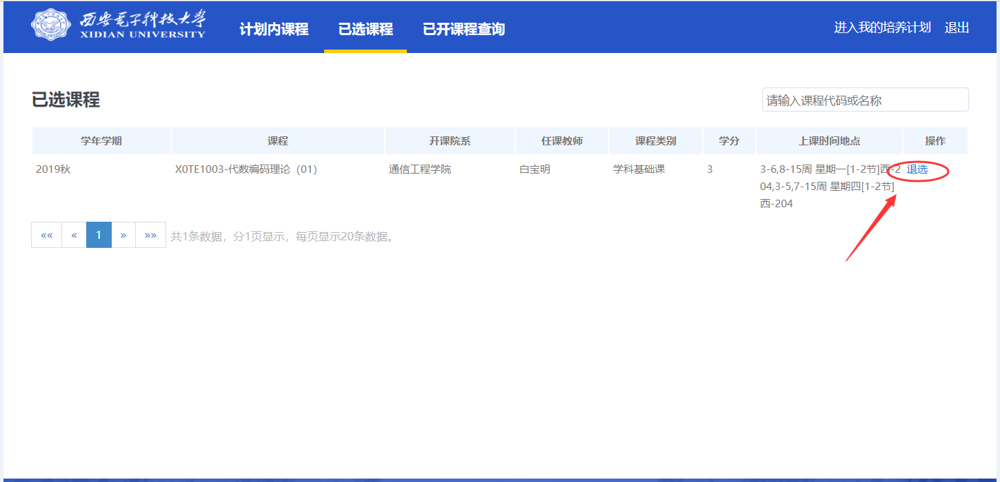 西安电子科技大学
XIDIAN UNIVERSITY
计划内课程 已选课程 已开课程查询
进入我的培养计划 退出
已选课程
请输入课程代码或名称
学年学期 课程 开课院系 任课教师 课程类别 学分 上课时间地点 操作
2019秋 X0TE1003-代数编码理论（01） 通信工程学院 白宝明 学科基础课 3 3-6,8-15周 星期一[1-2节]西-2 退选
04,3-5,7-15周 星期四[1-2节]
西-204
«« « 1 » »» 共1条数据，分1页显示，每页显示20条数据。